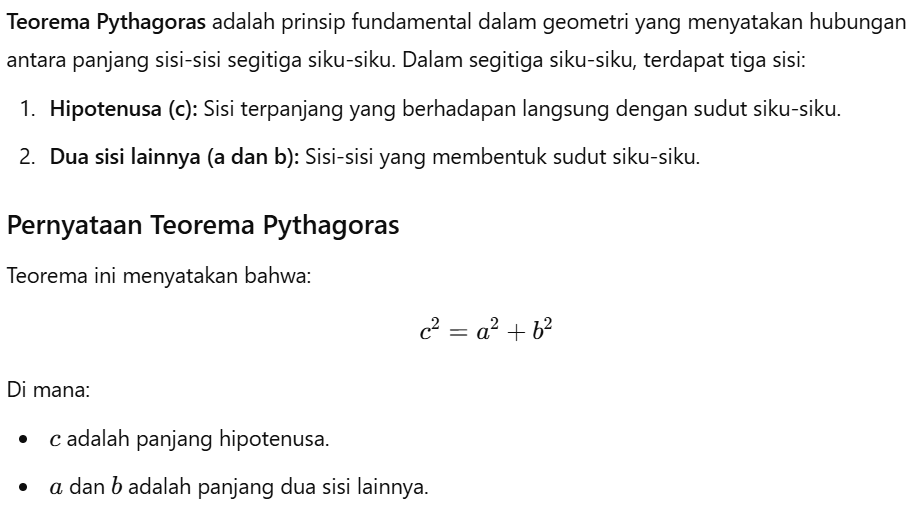 Teorema Pythagoras adalah prinsip fundamental dalam geometri yang menyatakan hubungan
antara panjang sisi-sisi segitiga siku-siku. Dalam segitiga siku-siku, terdapat tiga sisi:
1. Hipotenusa (c): Sisi terpanjang yang berhadapan langsung dengan sudut siku-siku.
2. Dua sisi lainnya (a dan b): Sisi-sisi yang membentuk sudut siku-siku.
Pernyataan Teorema Pythagoras
Teorema ini menyatakan bahwa:
c² = a² + b²
Di mana:
• c adalah panjang hipotenusa.
• a dan b adalah panjang dua sisi lainnya.